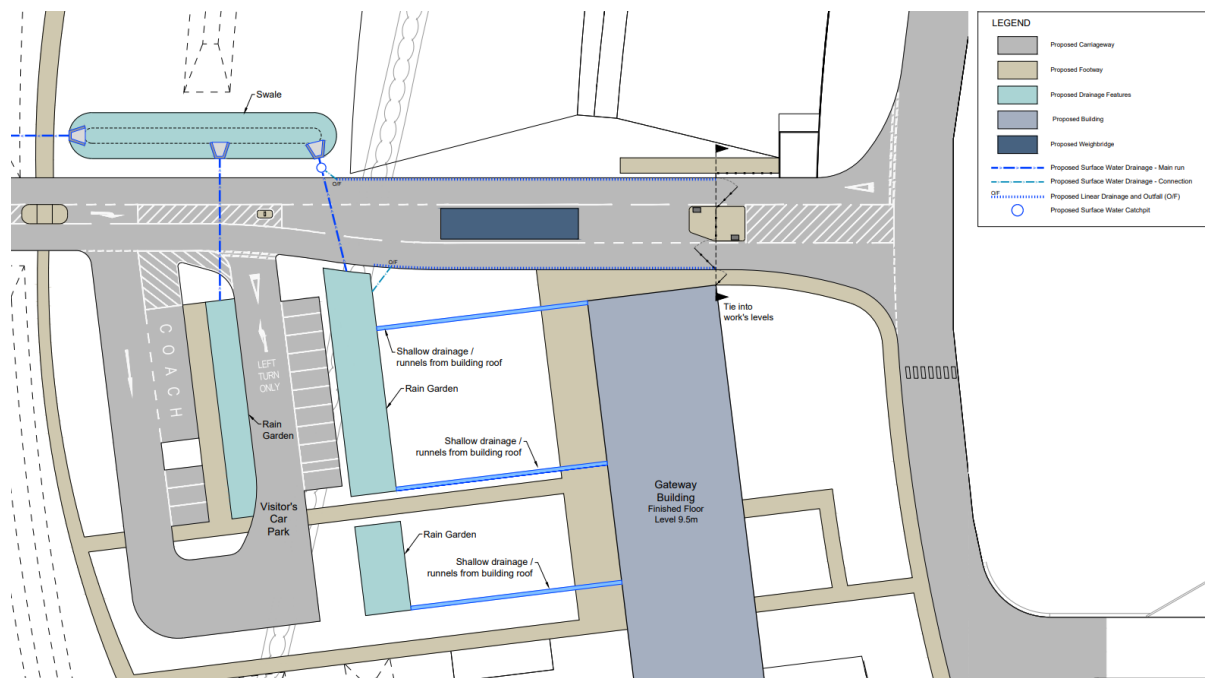 LEGEND
Proposed Carriageway
Proposed Footway
Proposed Drainage Features
Proposed Building
Proposed Weighbridge
Proposed Surface Water Drainage - Main run
Proposed Surface Water Drainage - Connection
O/F
Proposed Linear Drainage and Outfall (O/F)
Proposed Surface Water Catchpit
Swale
O/F
O/F
Tie into
work's levels
COACH
LEFT
TURN
ONLY
Shallow drainage /
runnels from building roof
Rain Garden
Rain
Garden
Shallow drainage /
runnels from building roof
Gateway
Building
Finished Floor
Level 9.5m
Visitor's
Car
Park
Rain Garden
Shallow drainage /
runnels from building roof